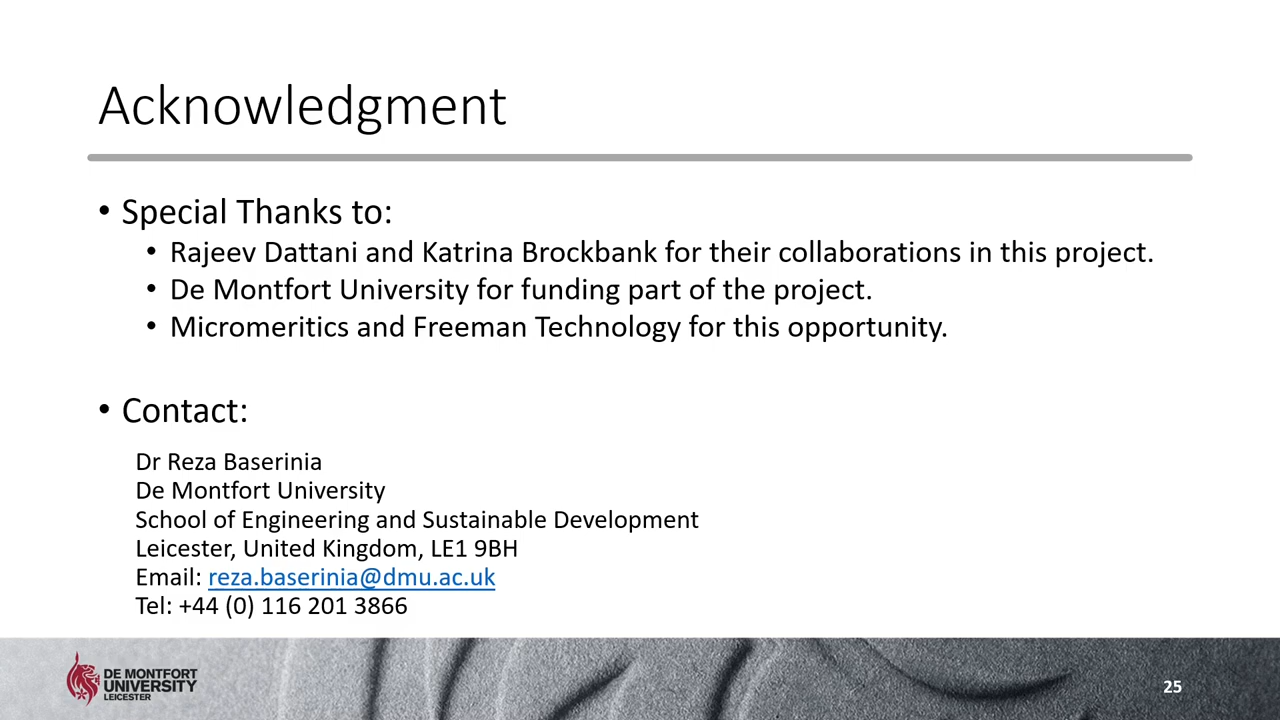 Acknowledgment
• Special Thanks to:
• Rajeev Dattani and Katrina Brockbank for their collaborations in this project.
• De Montfort University for funding part of the project.
• Micromeritics and Freeman Technology for this opportunity.
• Contact:
Dr Reza Baserinia
De Montfort University
School of Engineering and Sustainable Development
Leicester, United Kingdom, LE1 9BH
Email: reza.baserinia@dmu.ac.uk
Tel: +44 (0) 116 201 3866
DE MONTFORT
UNIVERSITY
LEICESTER
25